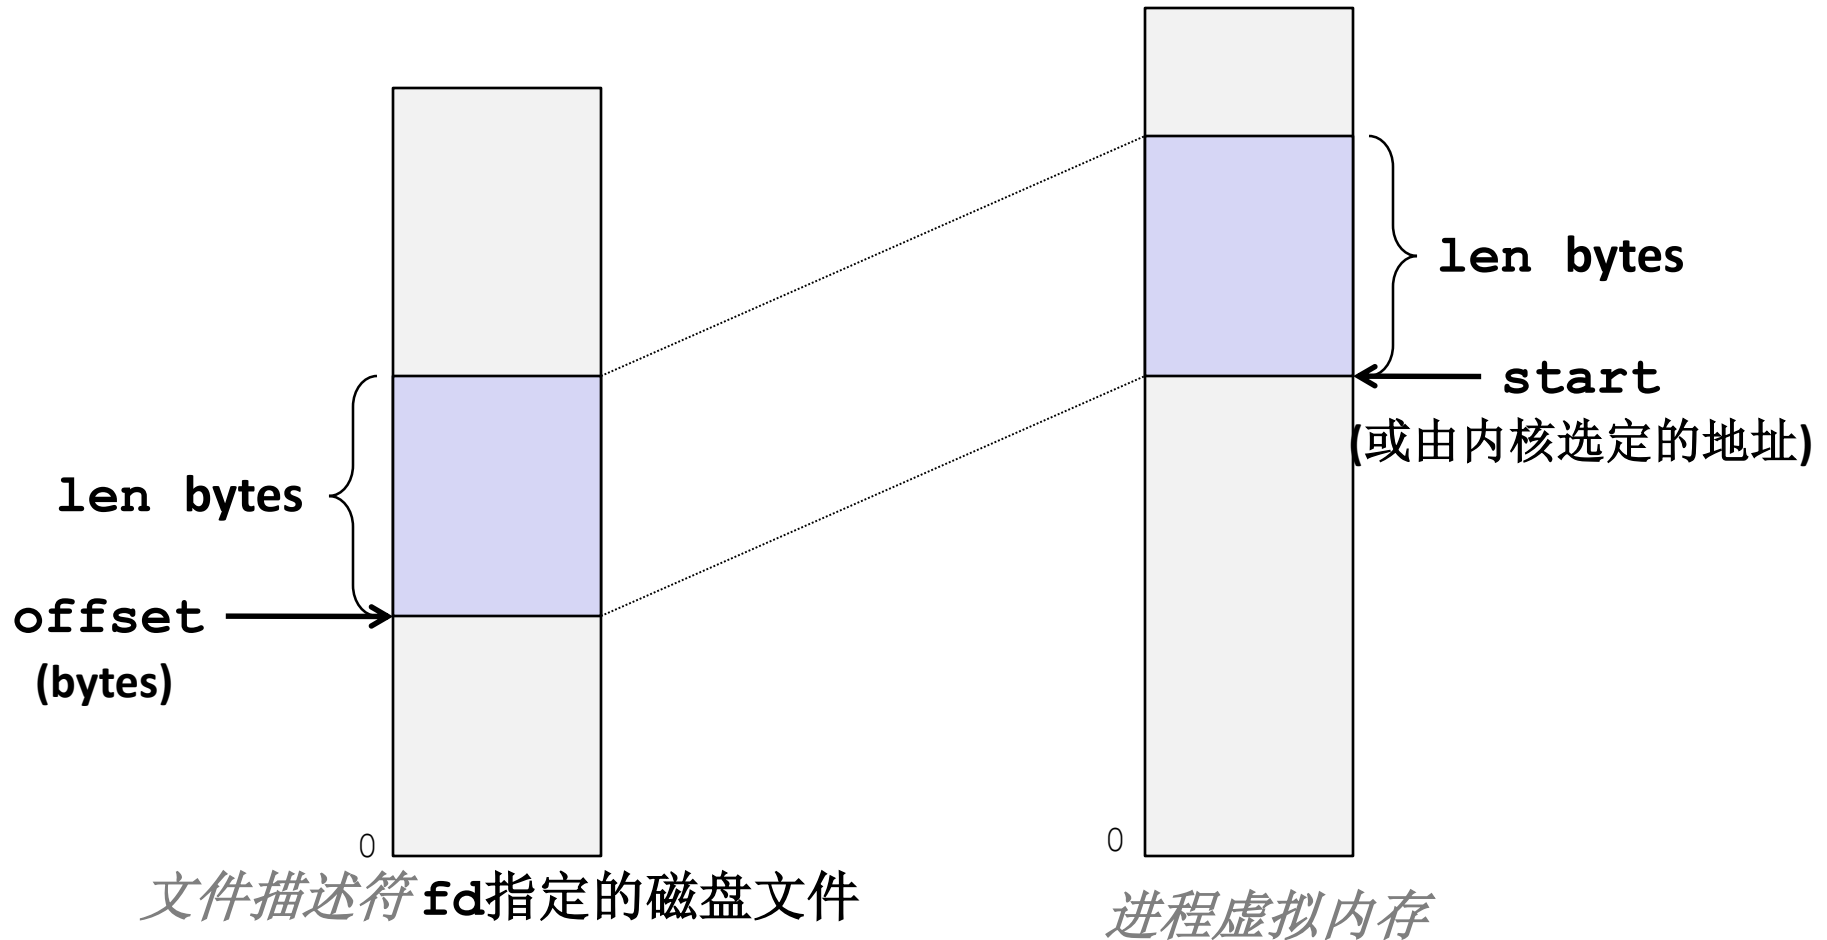 len bytes
start
(或由内核选定的地址)
len bytes
offset
(bytes)
0
0
文件描述符 fd指定的磁盘文件
进程虚拟内存